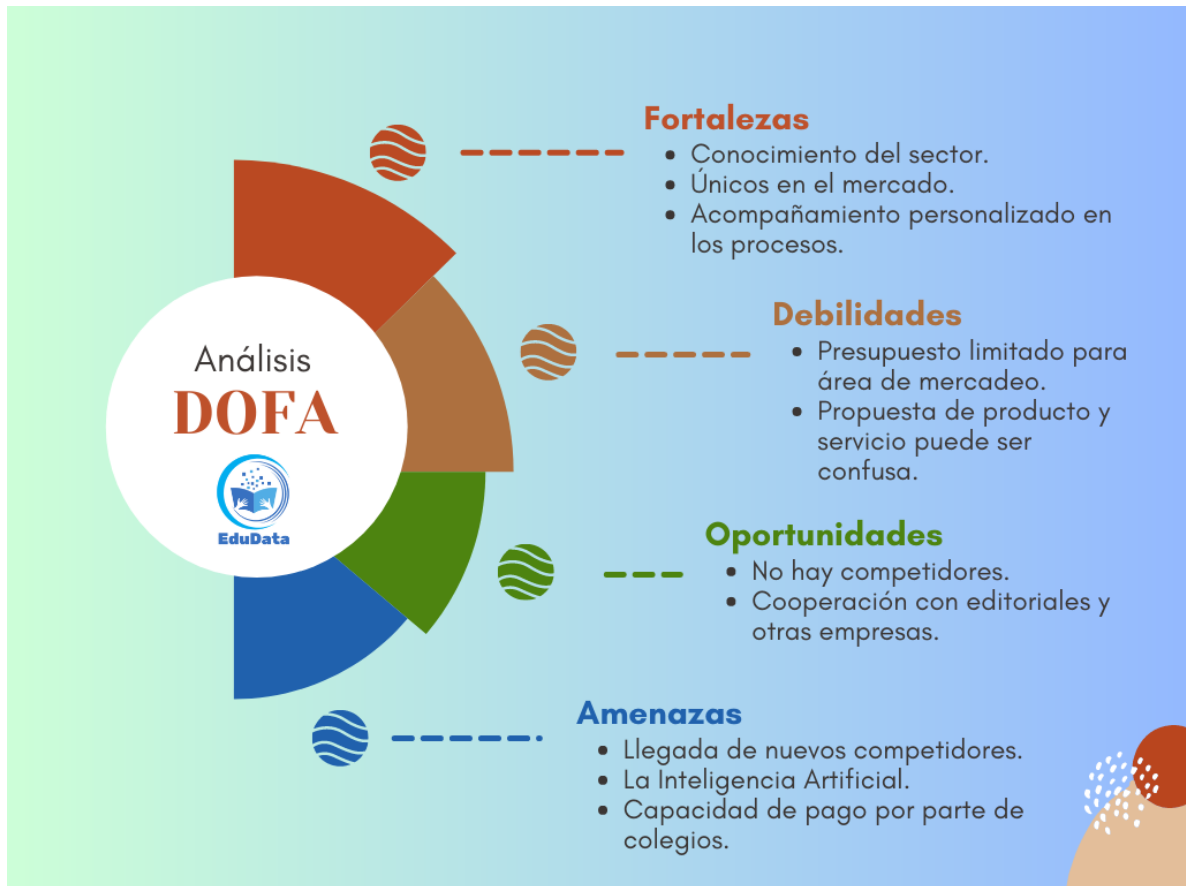 Análisis
DOFA
EduData
Fortalezas
• Conocimiento del sector.
• Únicos en el mercado.
• Acompañamiento personalizado en
los procesos.
Debilidades
• Presupuesto limitado para
área de mercadeo.
• Propuesta de producto y
servicio puede ser
confusa.
Oportunidades
• No hay competidores.
• Cooperación con editoriales y
otras empresas.
Amenazas
• Llegada de nuevos competidores.
• La Inteligencia Artificial.
• Capacidad de pago por parte de
colegios.